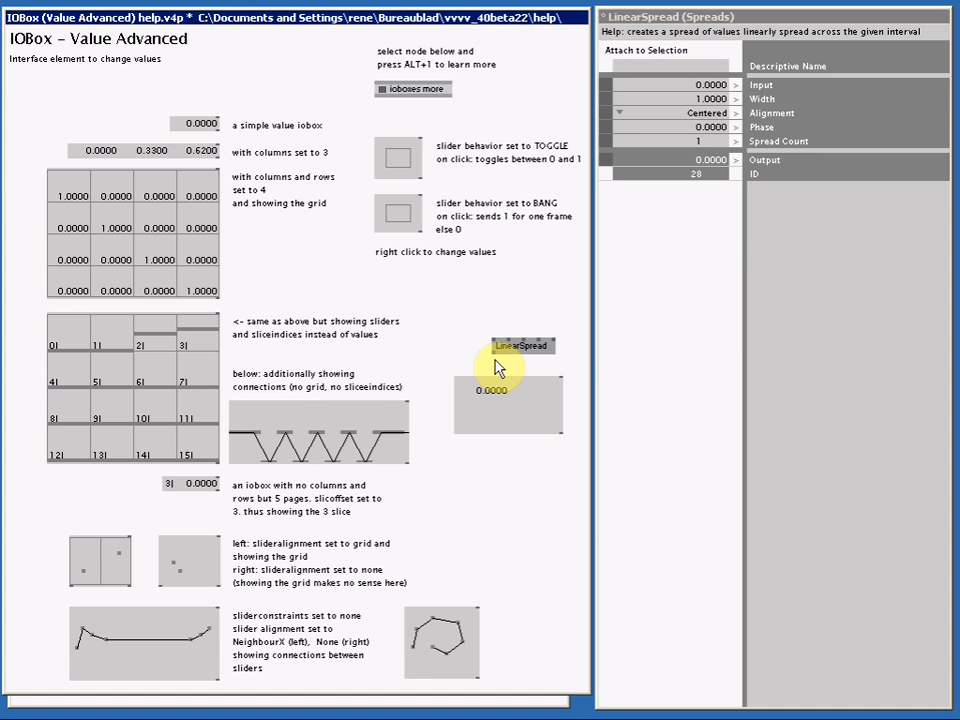 IOBox (Value Advanced) help.v4p * C:\Documents and Settings\rene\Bureaublad\vvvv_40beta22\help\
IOBox - Value Advanced
Interface element to change values
select node below and
press ALT+1 to learn more
ioboxes more
0.0000
a simple value iobox
0.0000 0.3300 0.6200
with columns set to 3
1.0000 0.0000 0.0000 0.0000
0.0000 1.0000 0.0000 0.0000
0.0000 0.0000 1.0000 0.0000
0.0000 0.0000 0.0000 1.0000
with columns and rows
set to 4
and showing the grid
slider behavior set to TOGGLE
on click: toggles between 0 and 1
slider behavior set to BANG
on click: sends 1 for one frame
else 0
right click to change values
0| 1| 2| 3|
4| 5| 6| 7|
8| 9| 10| 11|
12| 13| 14| 15|
<- same as above but showing sliders
and sliceindices instead of values
below: additionally showing
connections (no grid, no sliceeindices)
LinearSpread
0.0000
3| 0.0000
an iobox with no columns and
rows but 5 pages. slicoffset set to
3. thus showing the 3 slice
left: slideralignment set to grid and
showing the grid
right: slideralignment set to none
(showing the grid makes no sense here)
sliderconstraints set to none
slider alignment set to
NeighbourX (left), None (right)
showing connections between
sliders
° LinearSpread (Spreads)
Help: creates a spread of values linearly spread across the given interval
Attach to Selection
Descriptive Name
0.0000 > Input
1.0000 > Width
Centered > Alignment
0.0000 > Phase
1 > Spread Count
0.0000 > Output
28 ID